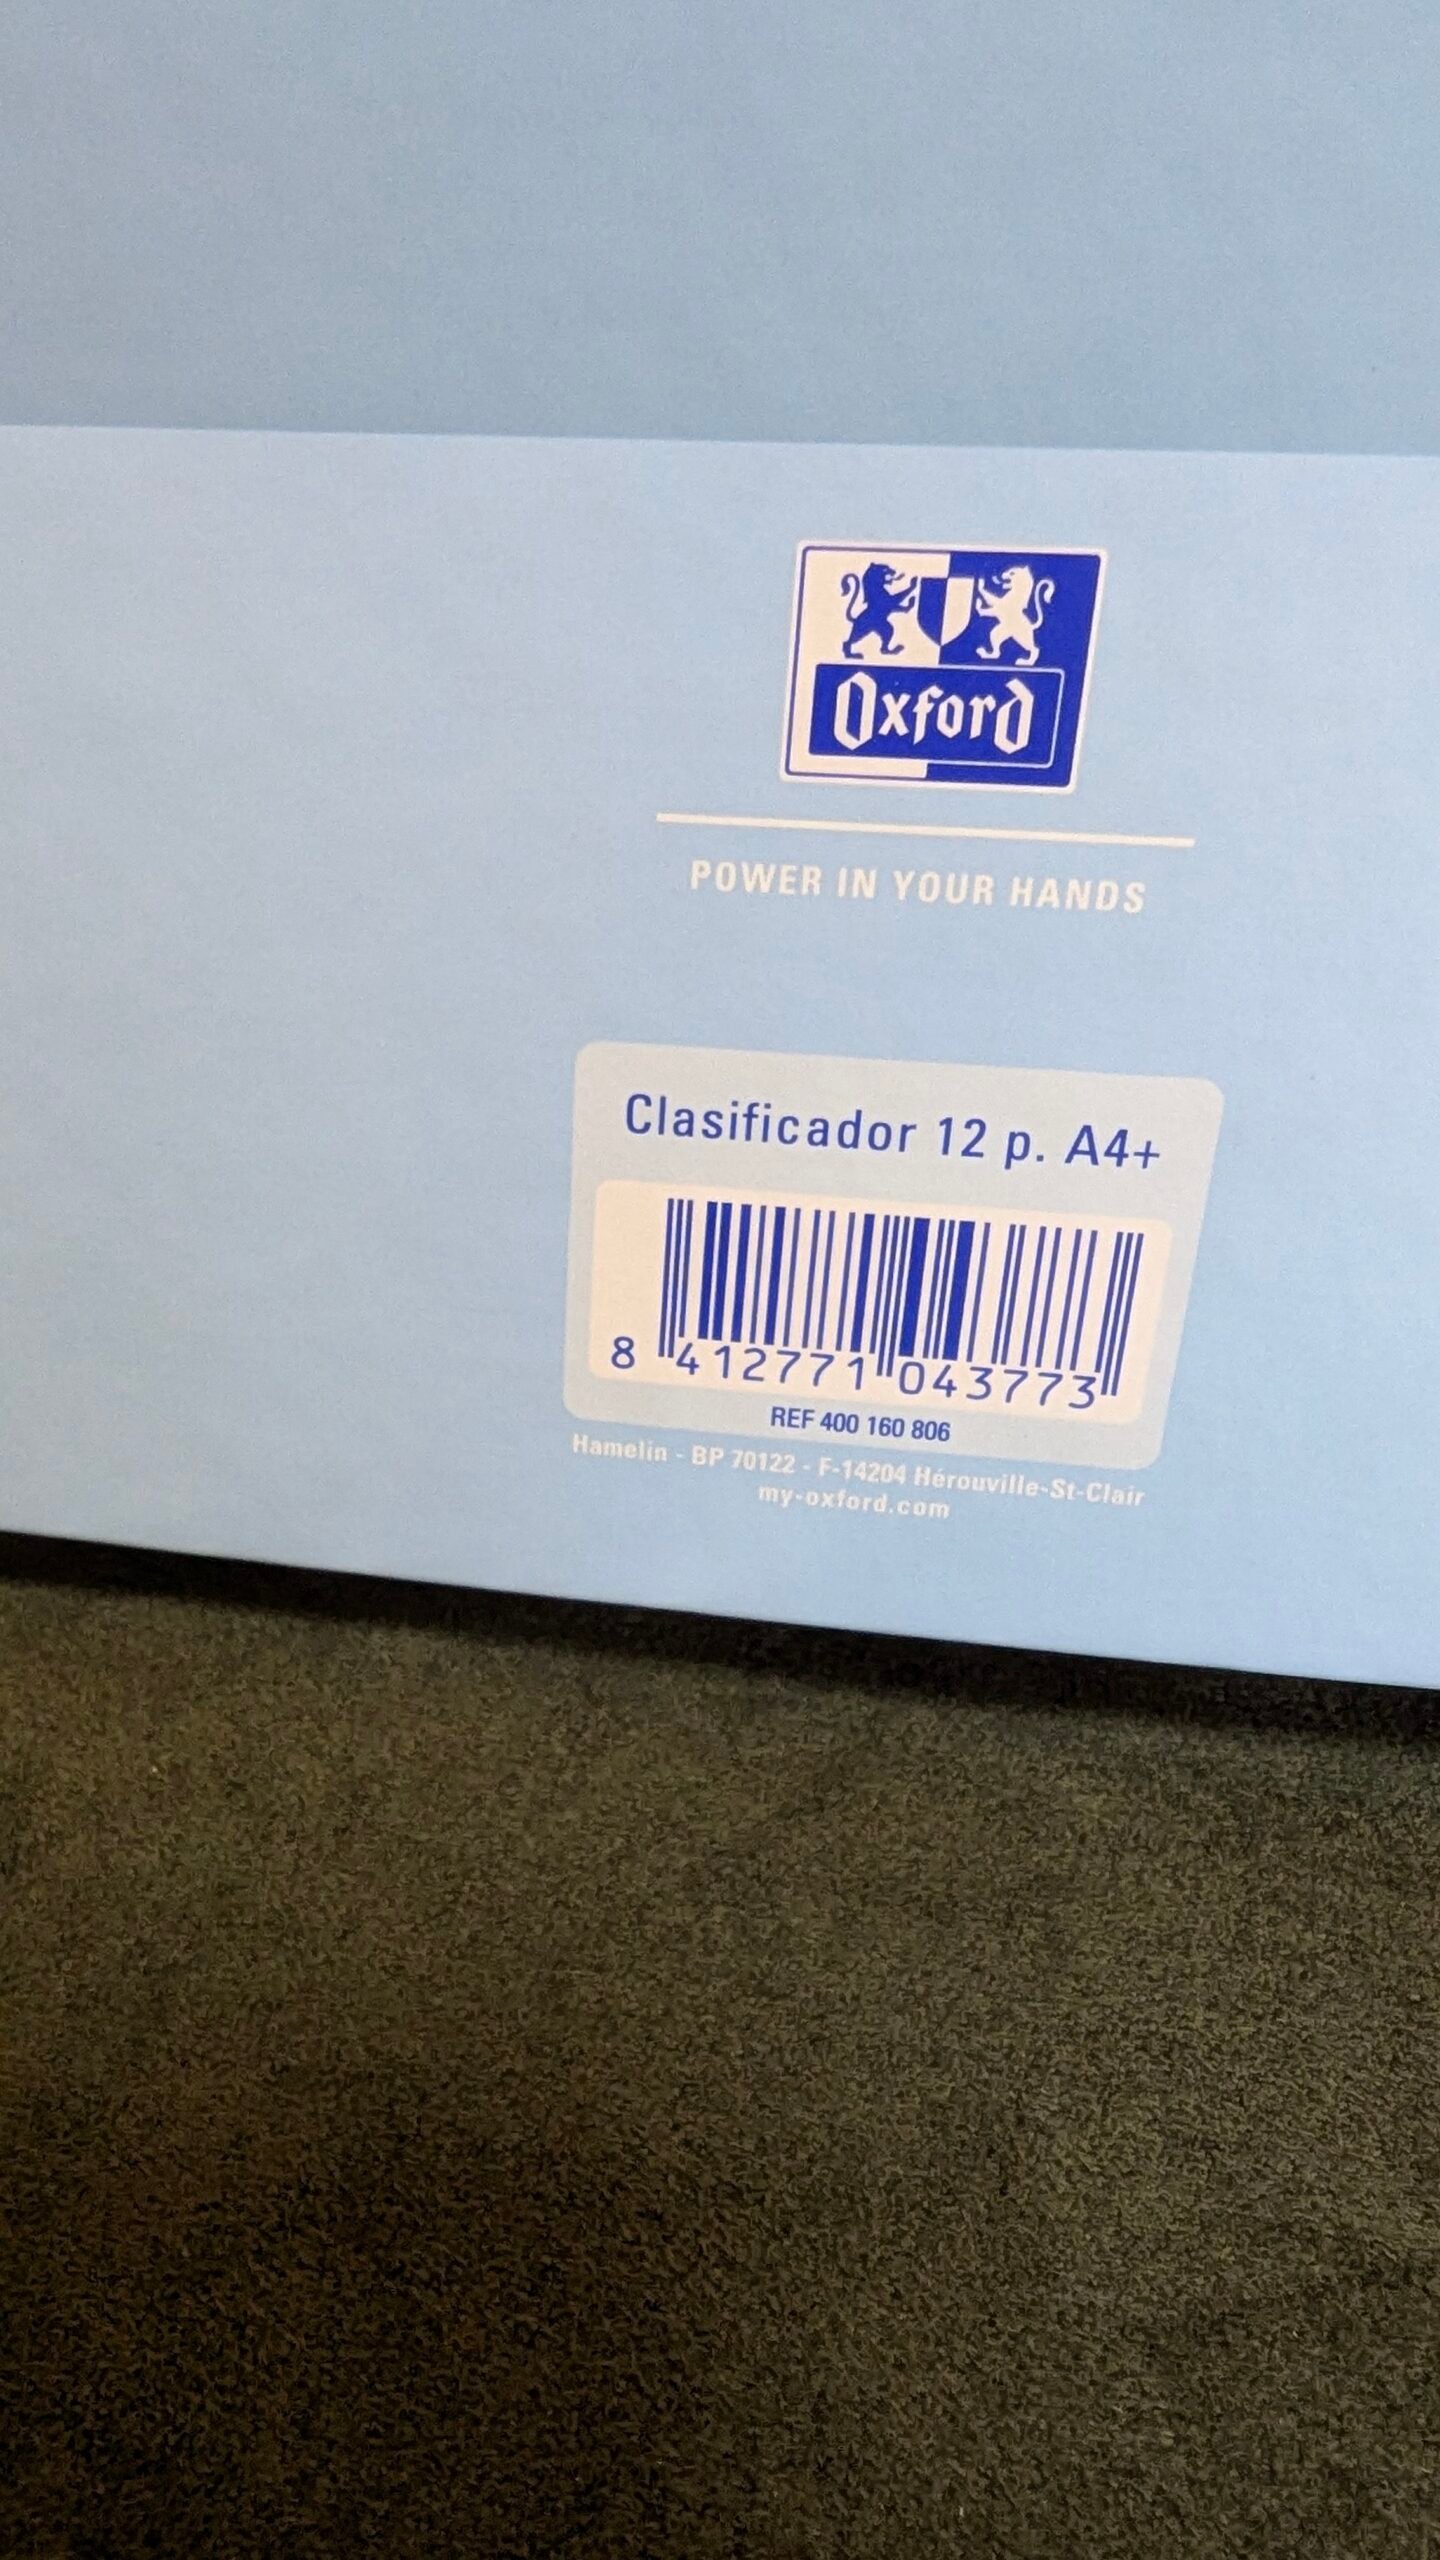 Oxford
POWER IN YOUR HANDS
Clasificador 12 p. A4+
8 412771 043773
REF 400 160 806
Hamelin - BP 70122 - F-14204 Hérouville-St-Clair
my-oxford.com